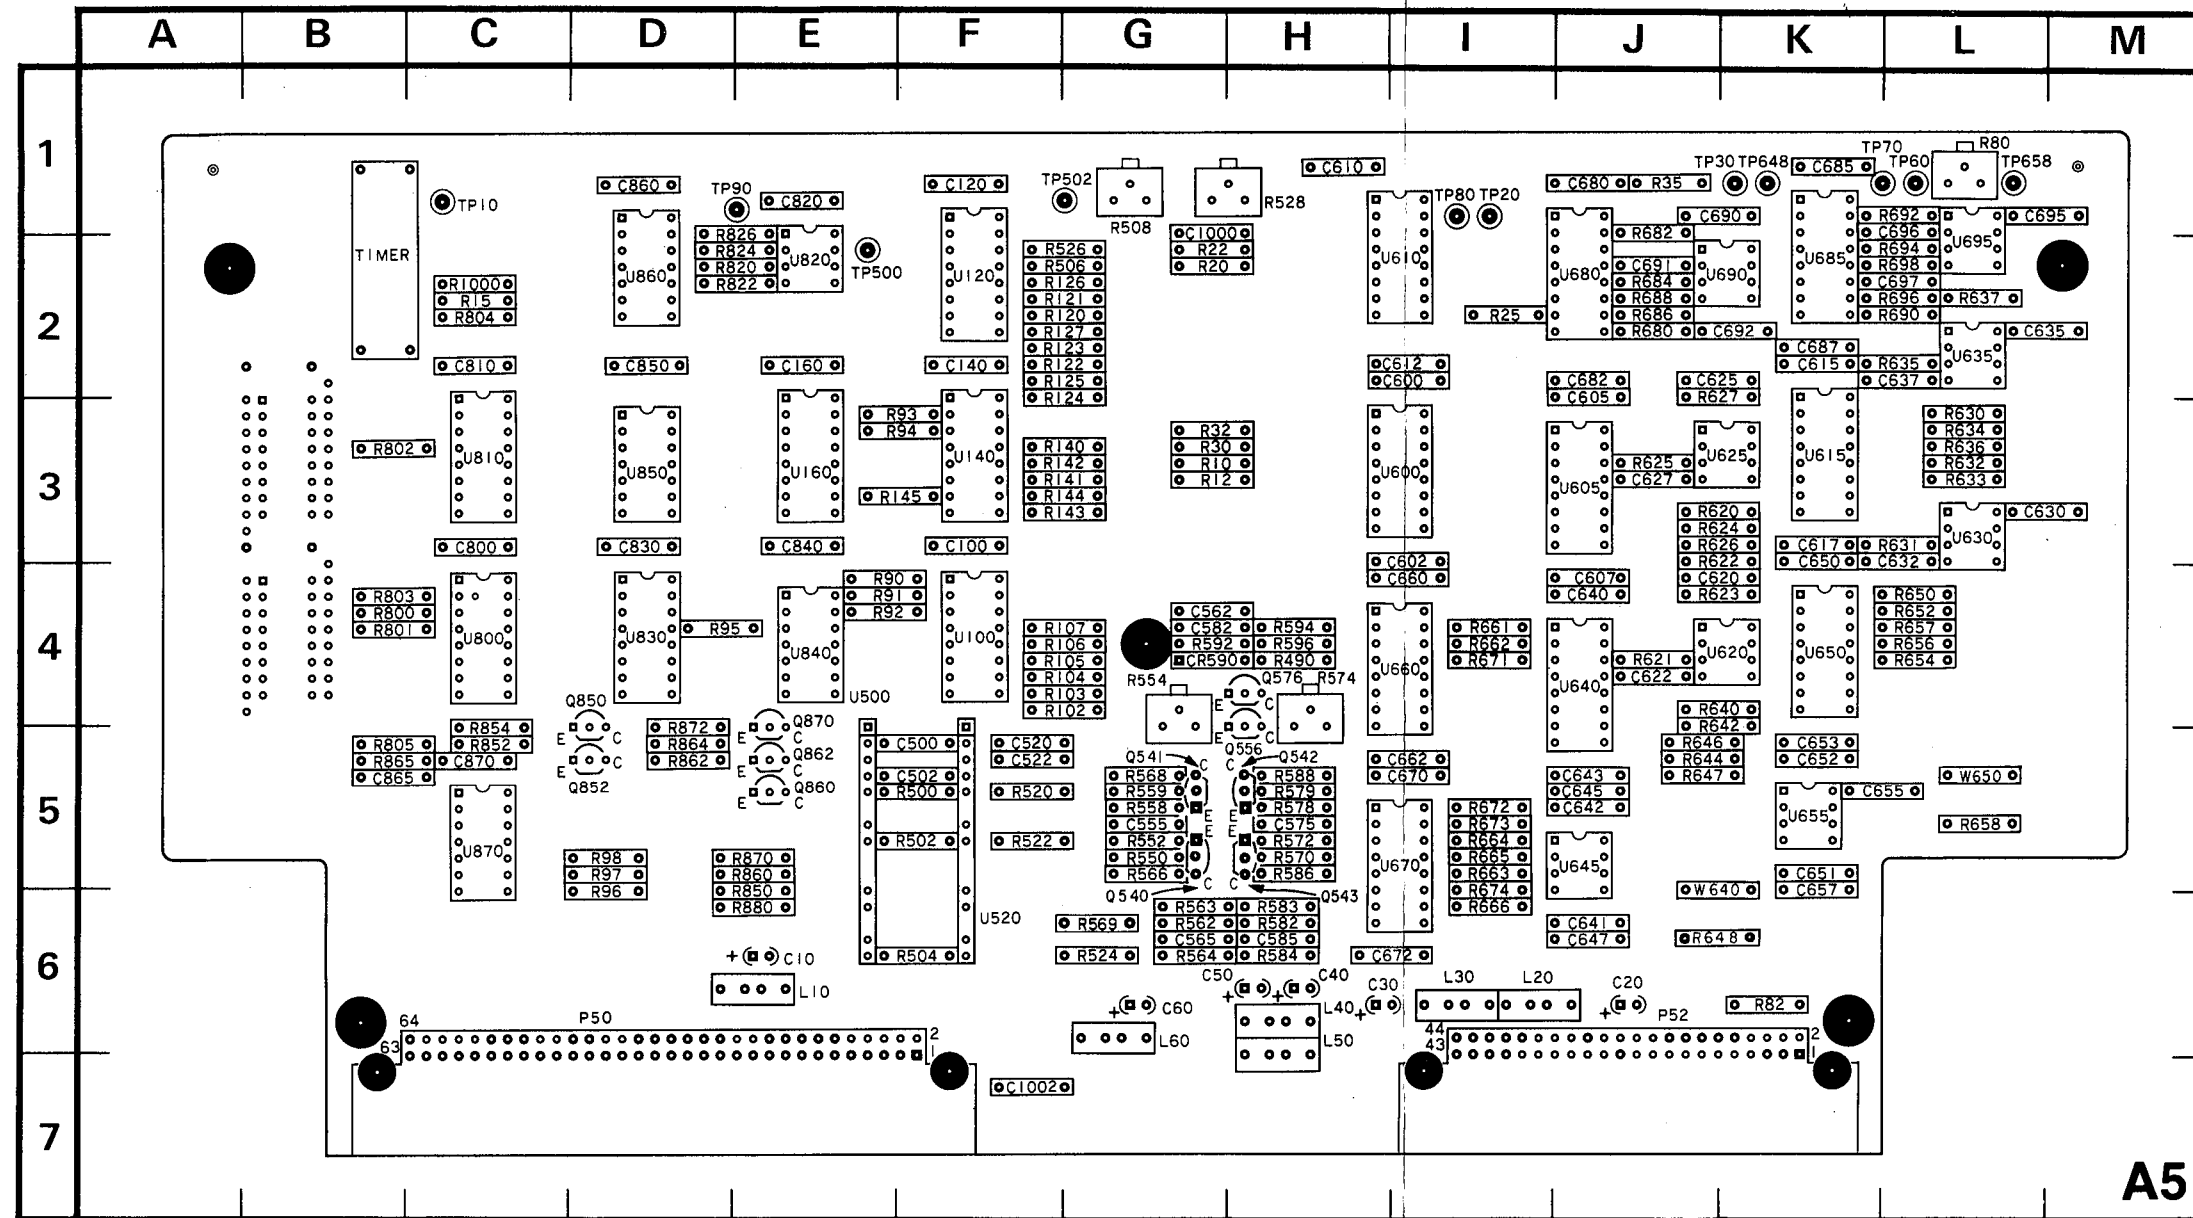 A B C D E F G H I J K L M
1
TP70 R80
C610 TP30 TP648 C685 TP60 TP658
C860 TP90 C120 TP502 C680 R35
TP10 C820 R528 TP80 TP20 C690 R692 C695
R508
R826 C1000 R682 C696
R824 U820 R526 R22 R694 U695
TIMER U860 TP500 U120 R506 R20 U610 U680 C691 U690 U685 R698
R820
R822 R126 R684 C697
R1000
R15 R121 R688 R696 R637
2
R804 R120 R25 R686 R690
R127 R680 C692 C635
R123 C687 U635
C810 C850 C160 C140 R122 C612 C615 R635
R125 C600 C682 C625 C637
R124 C605 R627
R93 R630
R94 R32 R634
R802 R140 R30 R636
U810 U850 U160 U140 R142 R10 U600 R625 U625 U615 R632
3
R141 R12 U605 C627 R633
R145 R144
R143 R620 C630
R624 U630
C800 C830 C840 C100 R626 C617 R631
C602 R622 C650 C632
R90 C660 C607 C620
R803 R91 C640 R623 R650
R800 R92 C562 R652
R801 U800 U830 R95 U840 U100 R107 C582 R594 R661 R657
4
R106 R592 R596 U660 R662 U620 U650 R656
R105 CR590 R490 R671 R621 R654
R104 R554 Q576 R574 U640 C622
Q850 U500 R103
R102 E C R640
R854 R872 Q870 R642
R805 R852 E C R864 E C C500 C520 E C R646 C653
R865 C870 R862 Q862 C522 Q541 Q556 Q542 C662 R644 C652
C865 E C E C C502 R568 C C R588 C670 C643 R647 W650
Q852 Q860 R500 R520 R559 R579 C645 C655
5
E C R558 E E R578 R672 C642 U655
C555 E E C575 R673 R658
U870 R502 R522 R552 R572 R664
R98 R870 R550 R570 U670 R665 U645
R97 R860 R566 R586 R663 C651
R96 R850 Q540 C C Q543 R674 W640 C657
R880 R563 R583 R666
U520 R569 R562 R582 C641
C565 C585 C647 R648
6
+ C10 R504 R524 R564 R584 C672
L10 C50 C40 C30 L30 L20 C20
+ C60 + + L40 + + R82
64 P50 2 L60 L50 44 P52 2
63 1 43 1
C1002
7
A5